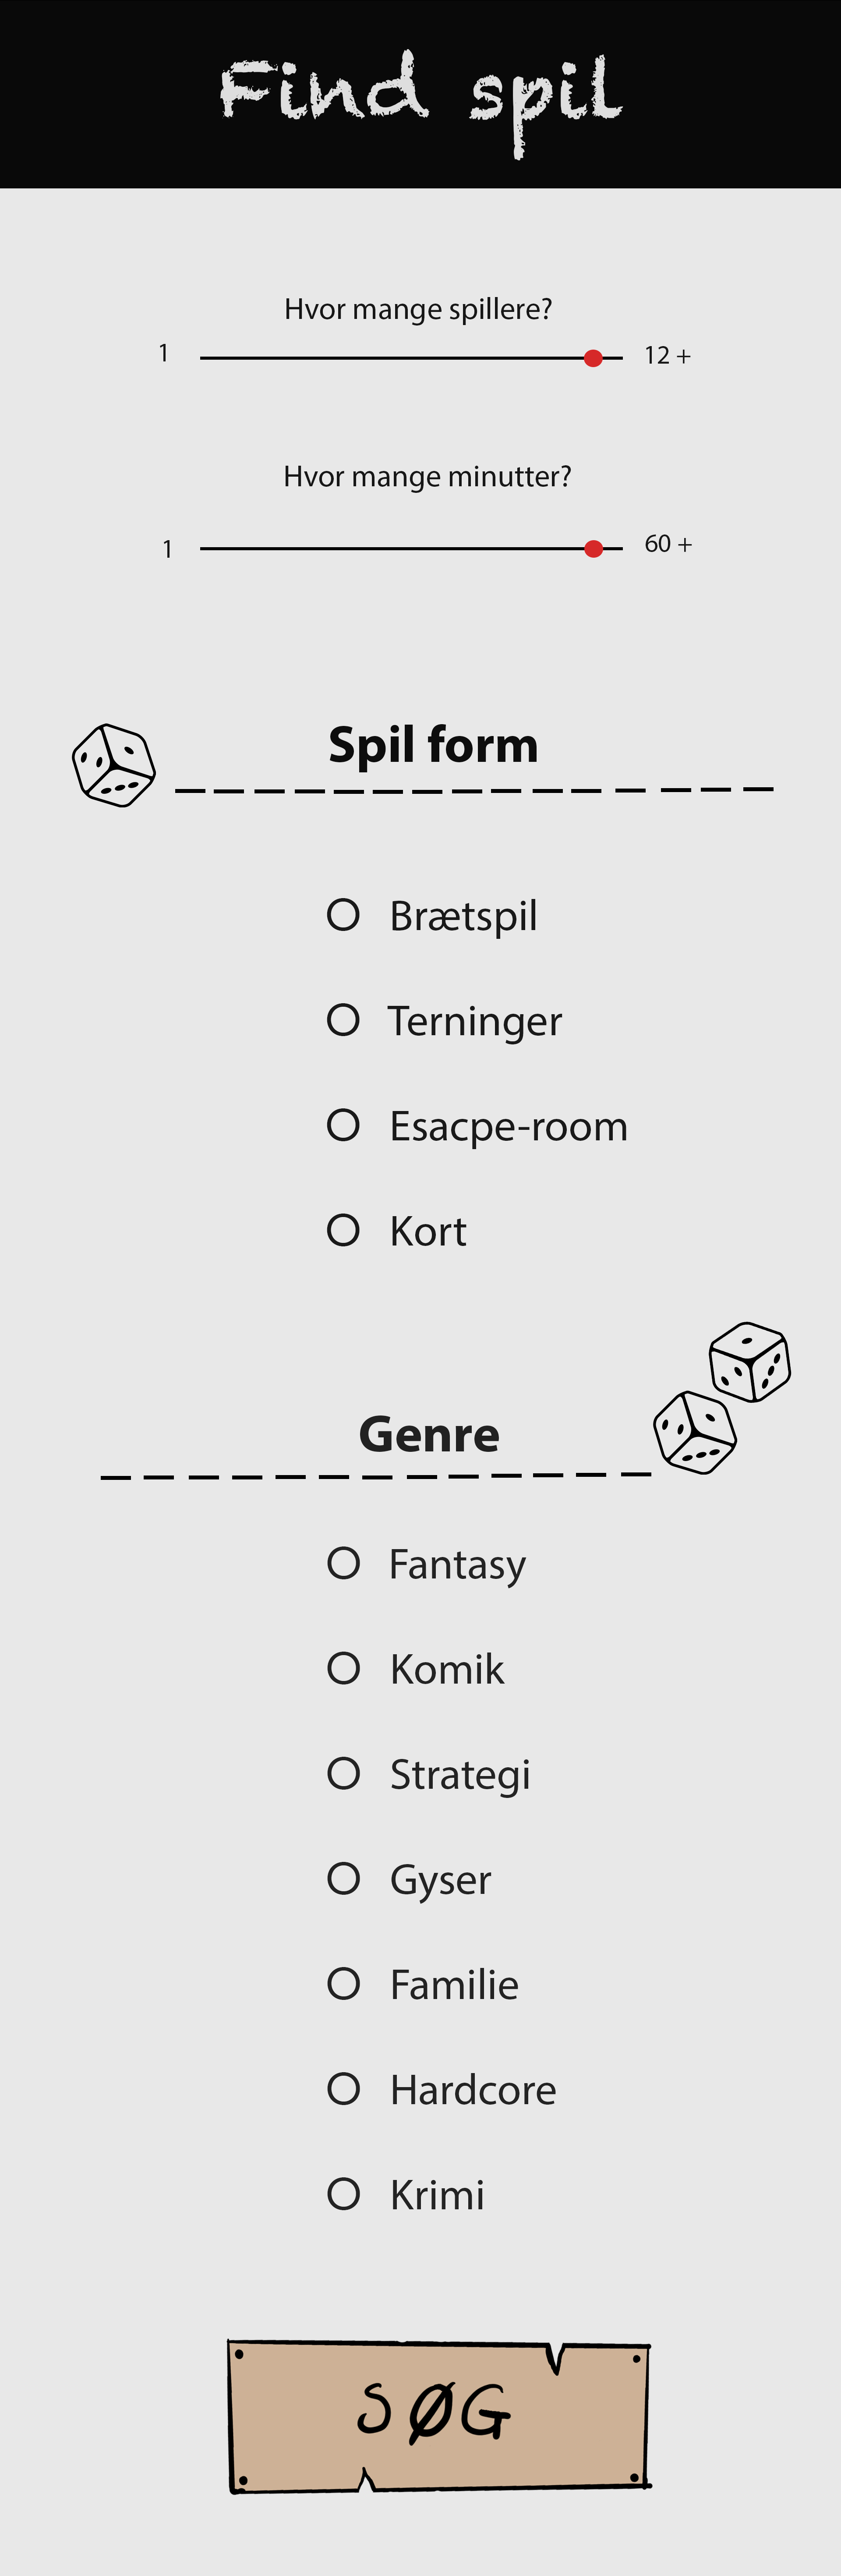 Find spil
Hvor mange spillere?
1 12 +
Hvor mange minutter?
1 60 +
Spil form
Brætspil
Terninger
Esacpe-room
Kort
Genre
Fantasy
Komik
Strategi
Gyser
Familie
Hardcore
Krimi
SØG